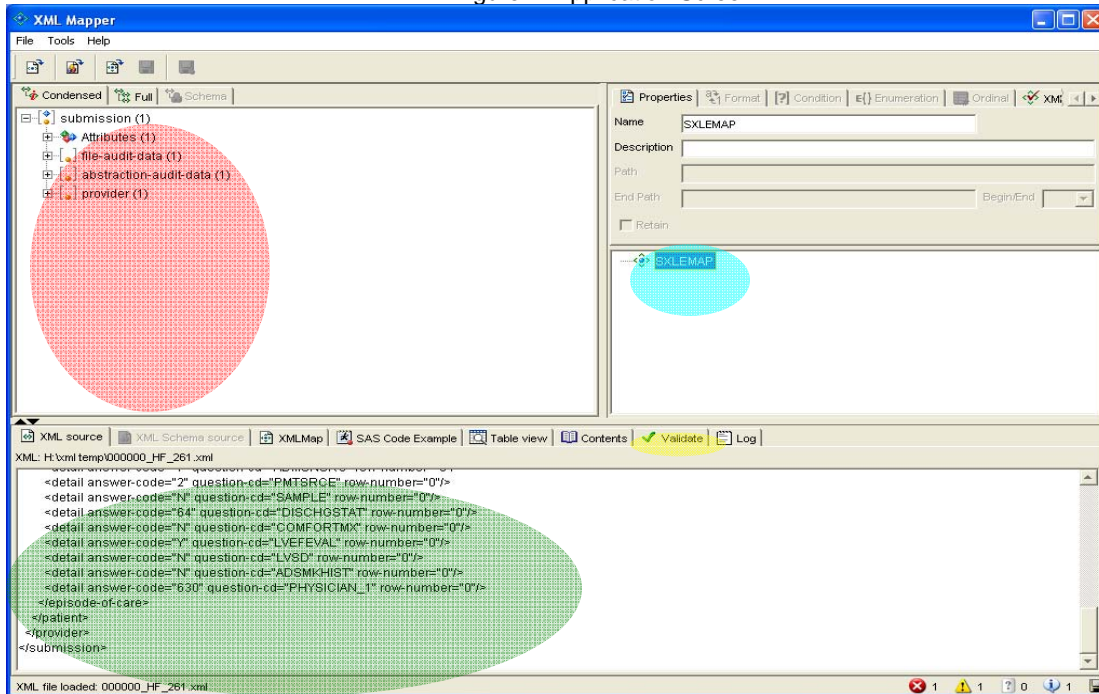 XML Mapper
File Tools Help
Condensed Full Schema
submission (1)
Attributes (1)
file-audit-data (1)
abstraction-audit-data (1)
provider (1)
Properties Format Condition E{} Enumeration Ordinal
Name SXLEMAP
Description
Path
End Path Begin/End
Retain
SXLEMAP
XML source XML Schema source XMLMap SAS Code Example Table view Contents Validate Log
XML: H:\xml temp\000000_HF_261.xml
<detail answer-code="2" question-cd="PMTSRCE" row-number="0"/>
<detail answer-code="N" question-cd="SAMPLE" row-number="0"/>
<detail answer-code="64" question-cd="DISCHGSTAT" row-number="0"/>
<detail answer-code="N" question-cd="COMFORTMX" row-number="0"/>
<detail answer-code="Y" question-cd="LVEFEVAL" row-number="0"/>
<detail answer-code="N" question-cd="LVSD" row-number="0"/>
<detail answer-code="N" question-cd="ADSMKHIST" row-number="0"/>
<detail answer-code="630" question-cd="PHYSICIAN_1" row-number="0"/>
</episode-of-care>
</patient>
</provider>
</submission>
XML file loaded: 000000_HF_261.xml 1 1 0 1